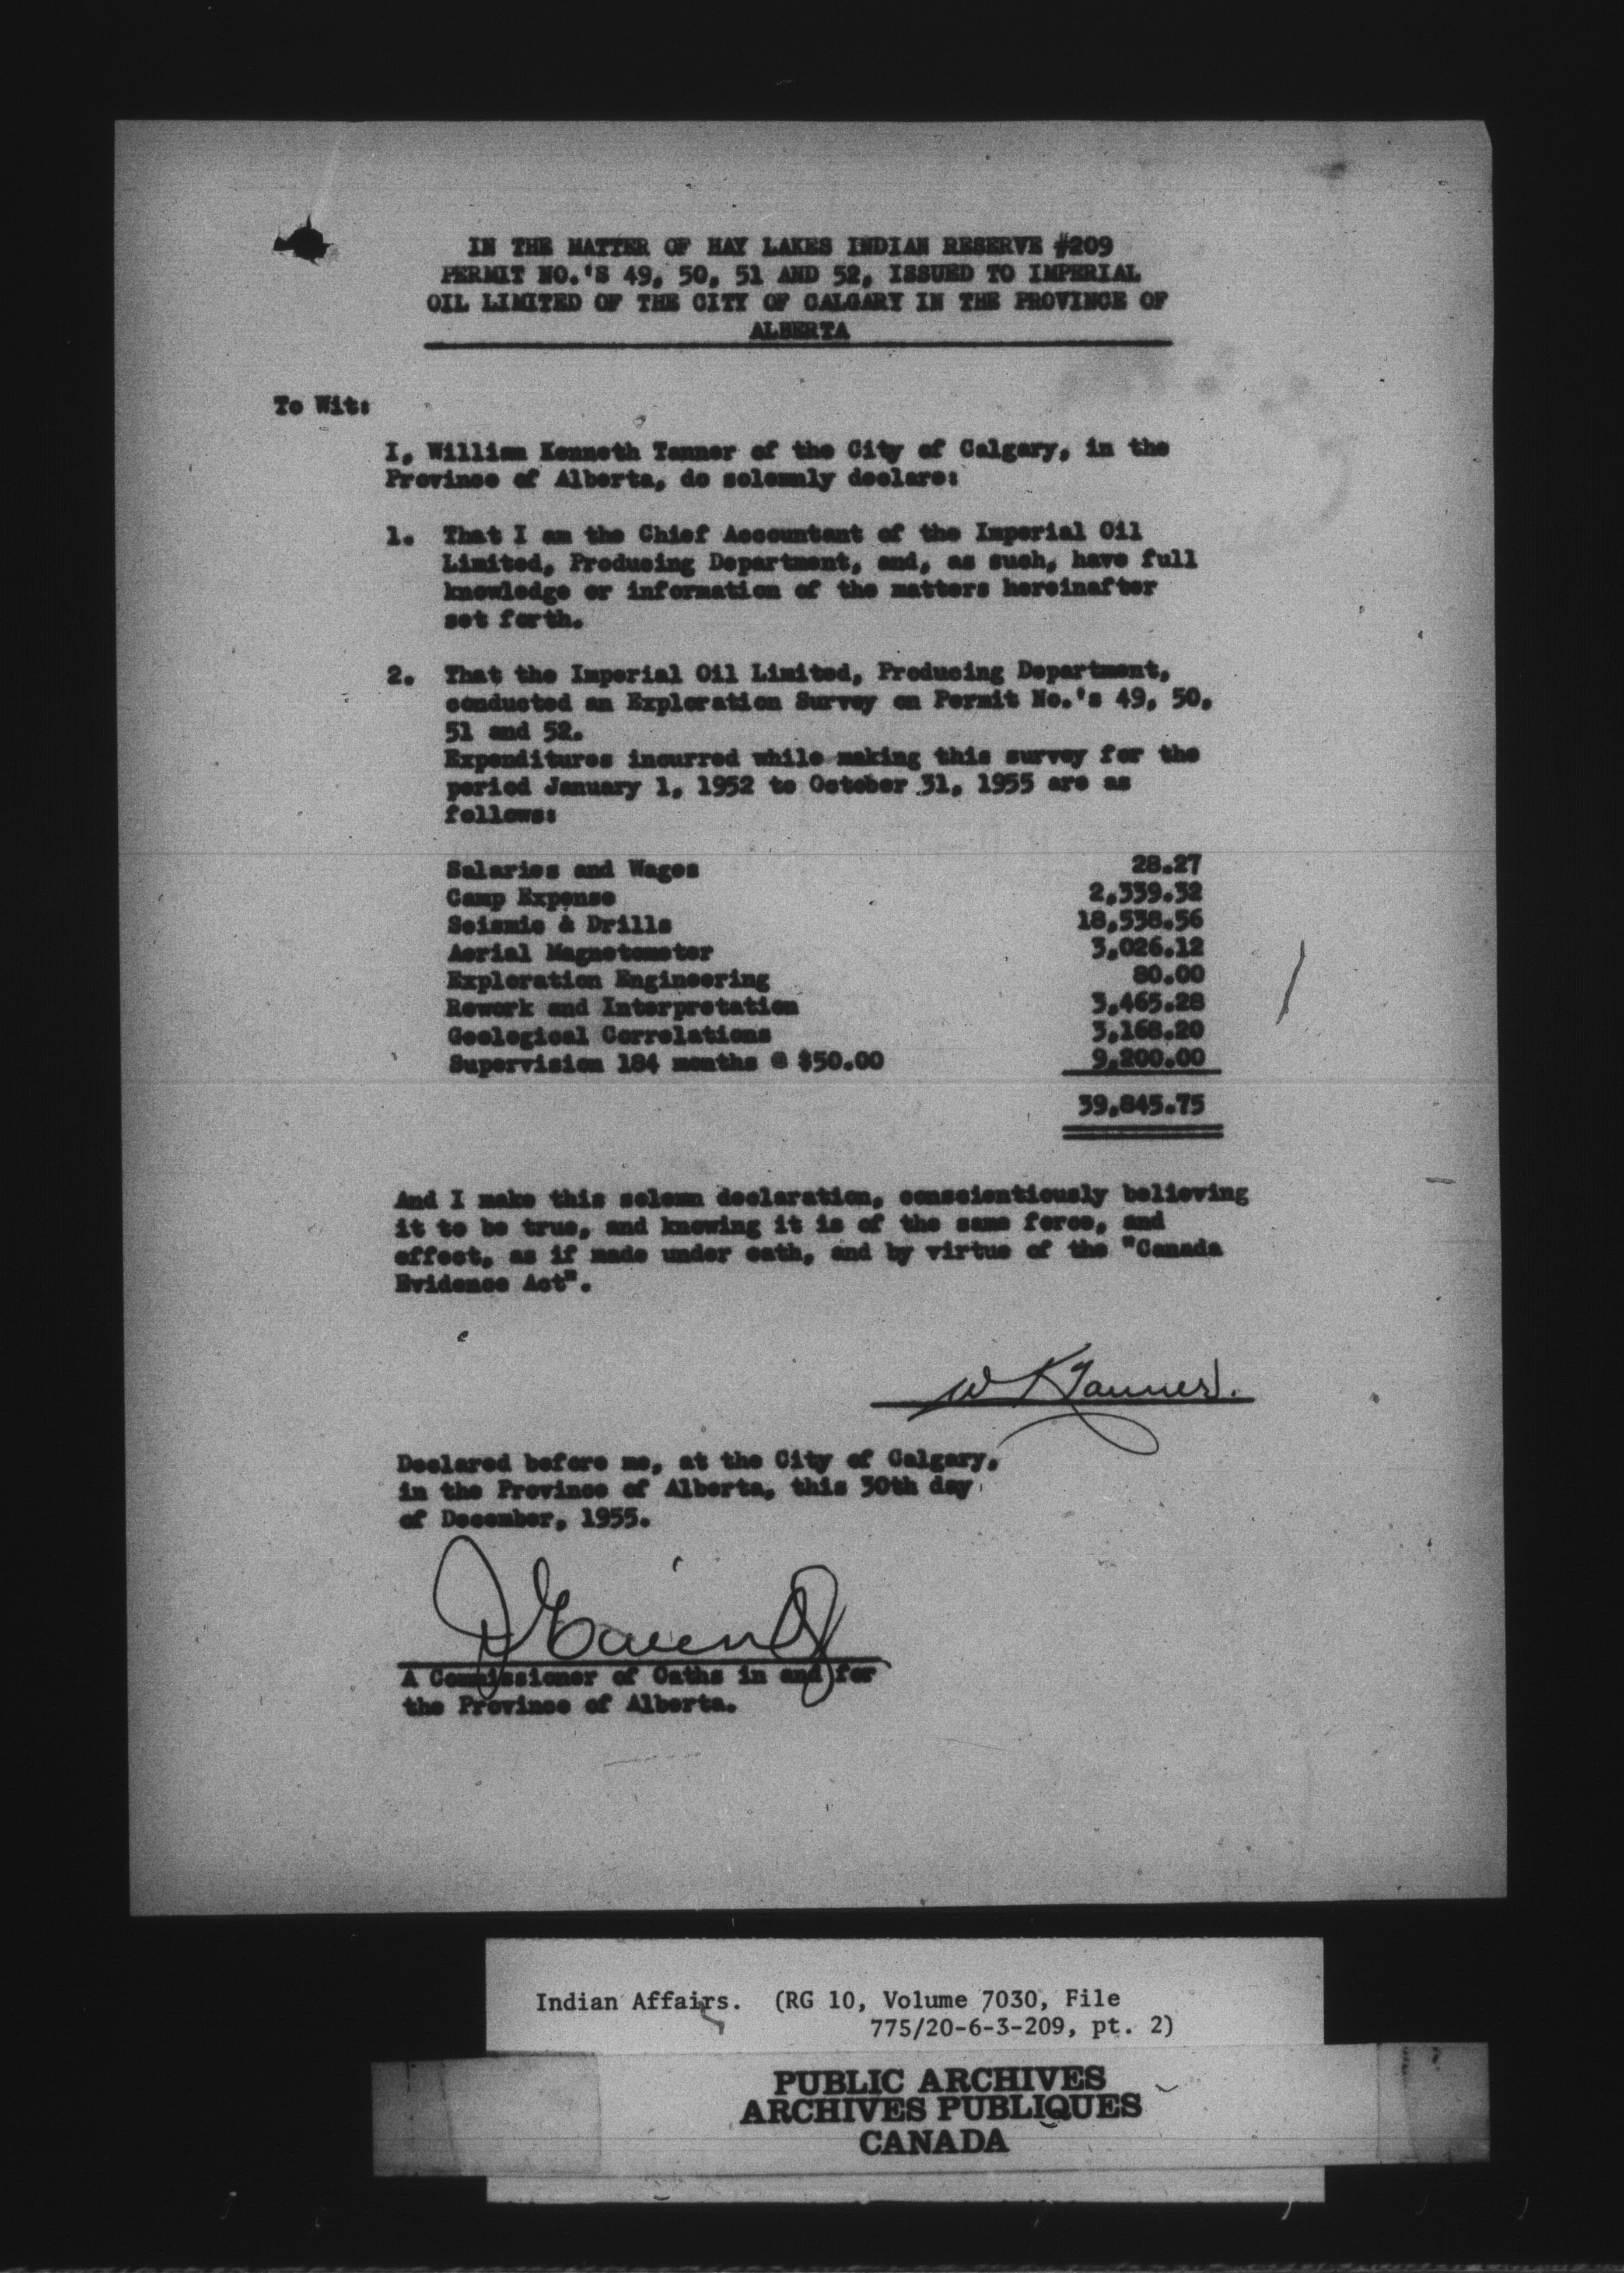 IN THE MATTER OF HAY LAKES INDIAN RESERVE #209
PERMIT NO.'S 49, 50, 51 AND 52, ISSUED TO IMPERIAL
OIL LIMITED OF THE CITY OF CALGARY IN THE PROVINCE OF
ALBERTA
To Wit:
I, William Kenneth Tanner of the City of Calgary, in the
Province of Alberta, do solemnly declare:
1. That I am the Chief Accountant of the Imperial Oil
Limited, Producing Department, and, as such, have full
knowledge or information of the matters hereinafter
set forth.
2. That the Imperial Oil Limited, Producing Department,
conducted an Exploration Survey on Permit No.'s 49, 50,
51 and 52.
Expenditures incurred while making this survey for the
period January 1, 1952 to October 31, 1955 are as
follows:
Salaries and Wages 28.27
Camp Expense 2,339.32
Seismic & Drills 18,538.56
Aerial Magnetometer 3,026.12
Exploration Engineering 80.00
Rework and Interpretation 3,465.28
Geological Correlations 3,168.20
Supervision 184 months @ $50.00 9,200.00
39,845.75
And I make this solemn declaration, conscientiously believing
it to be true, and knowing it is of the same force, and
effect, as if made under oath, and by virtue of the "Canada
Evidence Act".
W K Tanner.
Declared before me, at the City of Calgary,
in the Province of Alberta, this 30th day
of December, 1955.
A Commissioner of Oaths in and for
the Province of Alberta.
Indian Affairs. (RG 10, Volume 7030, File
775/20-6-3-209, pt. 2)
PUBLIC ARCHIVES
ARCHIVES PUBLIQUES
CANADA